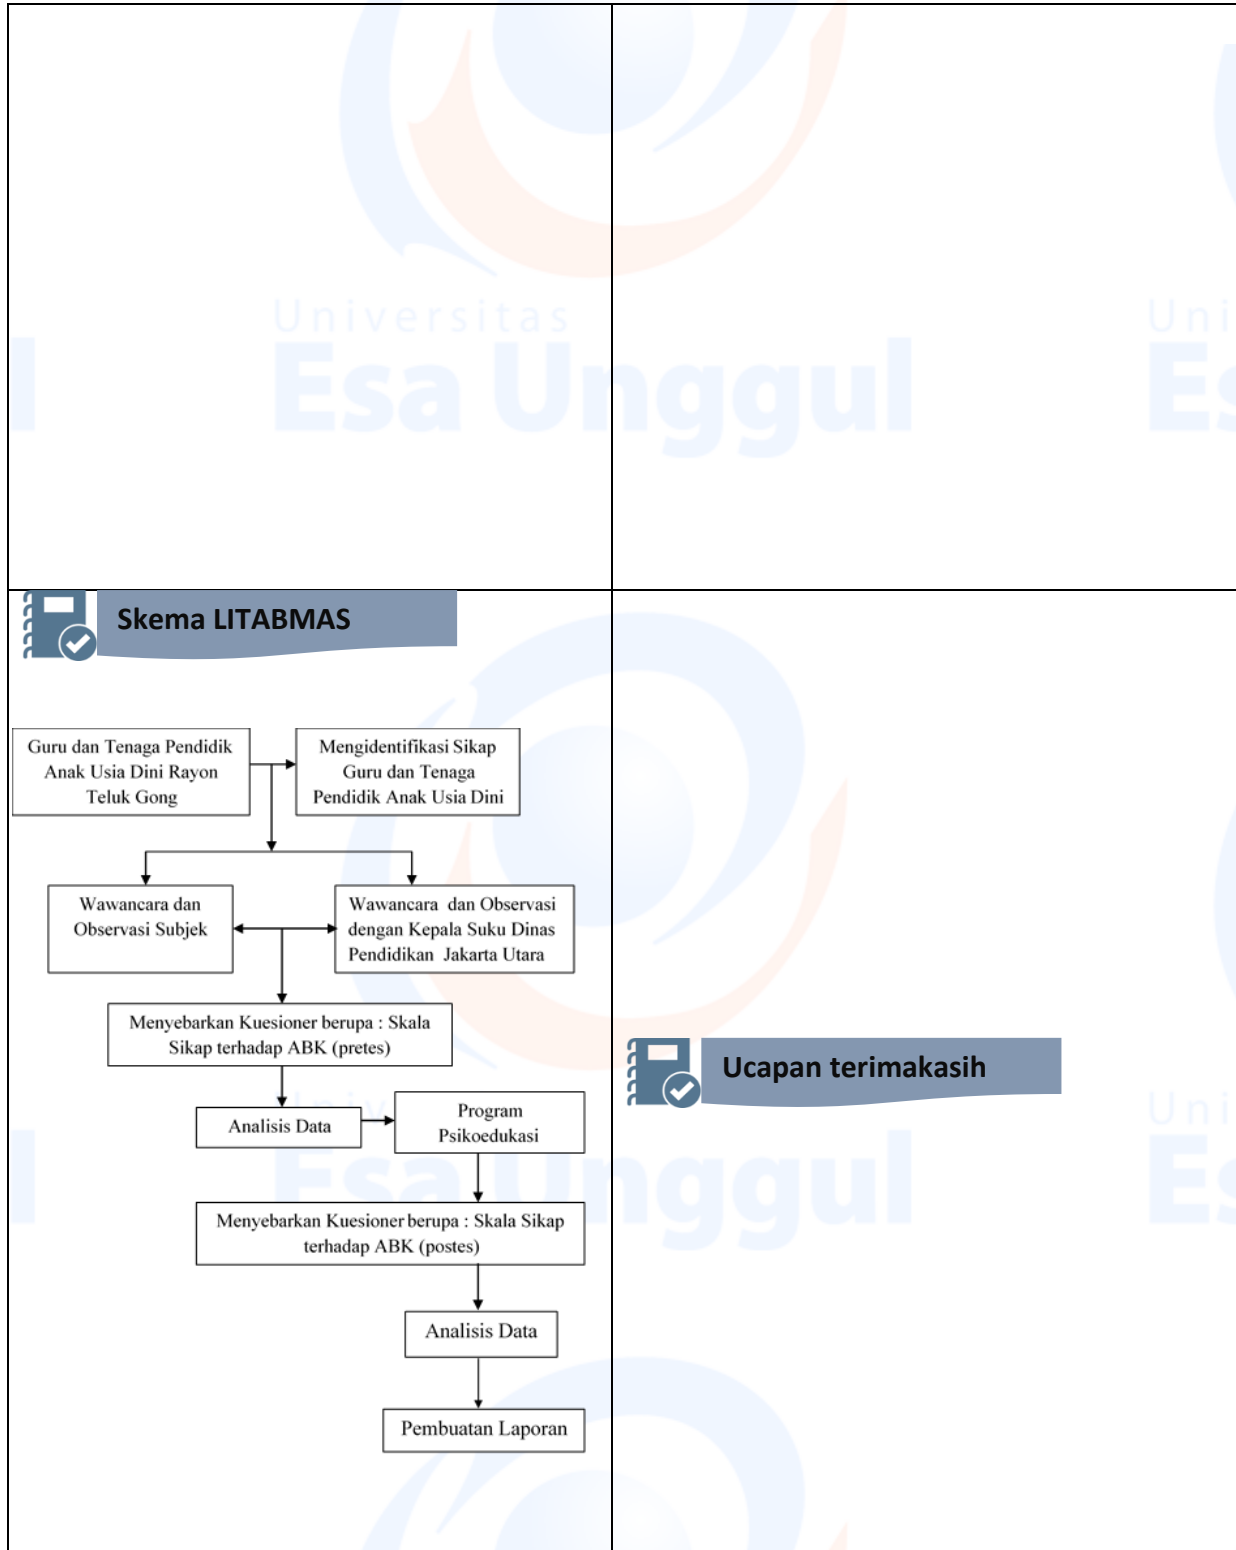 Universitas
Esa Unggul
Skema LITABMAS
Guru dan Tenaga Pendidik
Anak Usia Dini Rayon
Teluk Gong
Mengidentifikasi Sikap
Guru dan Tenaga
Pendidik Anak Usia Dini
Wawancara dan
Observasi Subjek
Wawancara dan Observasi
dengan Kepala Suku Dinas
Pendidikan Jakarta Utara
Menyebarkan Kuesioner berupa : Skala
Sikap terhadap ABK (pretes)
Analisis Data
Program
Psikoedukasi
Menyebarkan Kuesioner berupa : Skala Sikap
terhadap ABK (postes)
Analisis Data
Pembuatan Laporan
Ucapan terimakasih
Esa Unggul